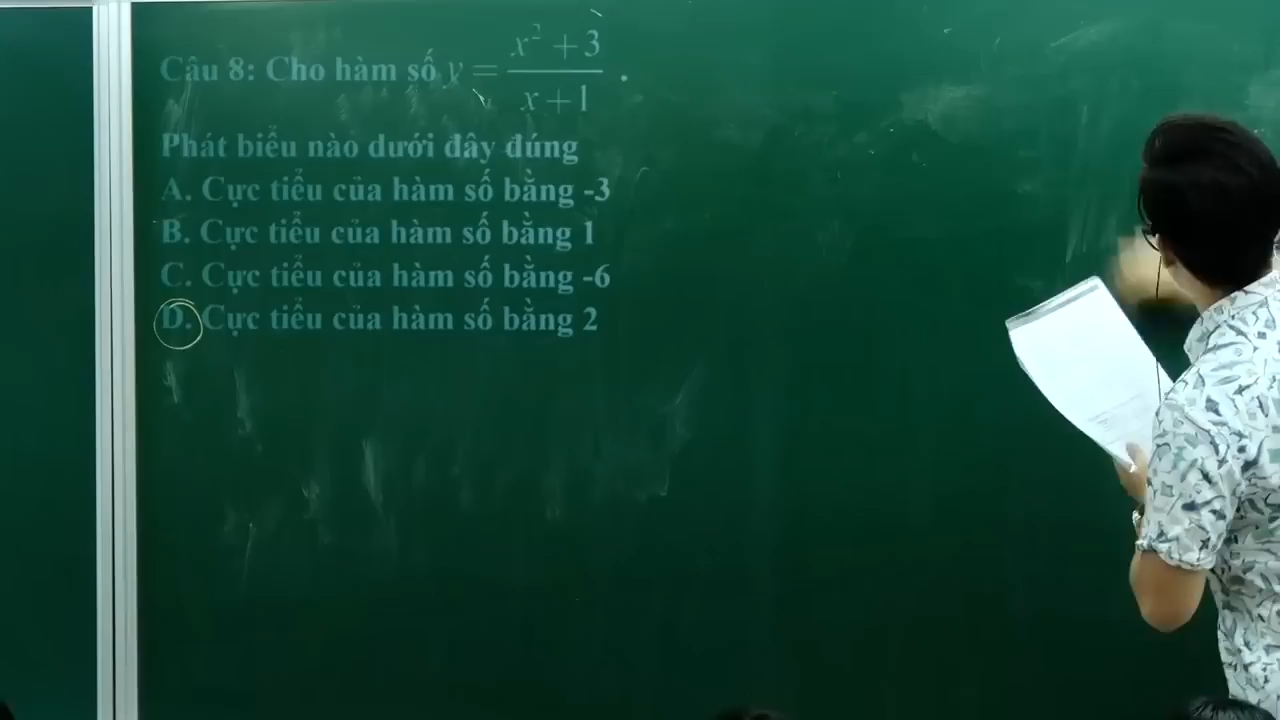 Câu 8: Cho hàm số y = \frac{x^2+3}{x+1} .
Phát biểu nào dưới đây đúng
A. Cực tiểu của hàm số bằng -3
B. Cực tiểu của hàm số bằng 1
C. Cực tiểu của hàm số bằng -6
D. Cực tiểu của hàm số bằng 2